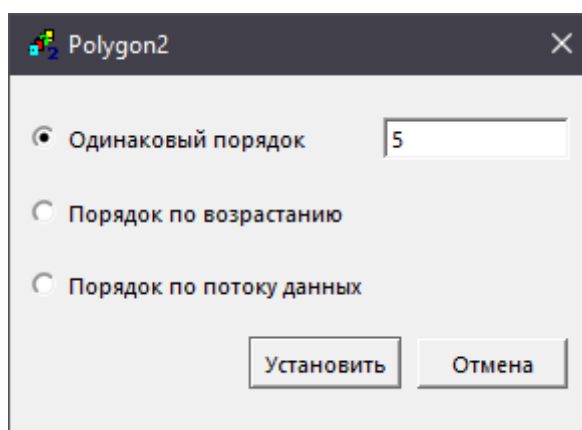 Polygon2
Одинаковый порядок 5
Порядок по возрастанию
Порядок по потоку данных
Установить Отмена